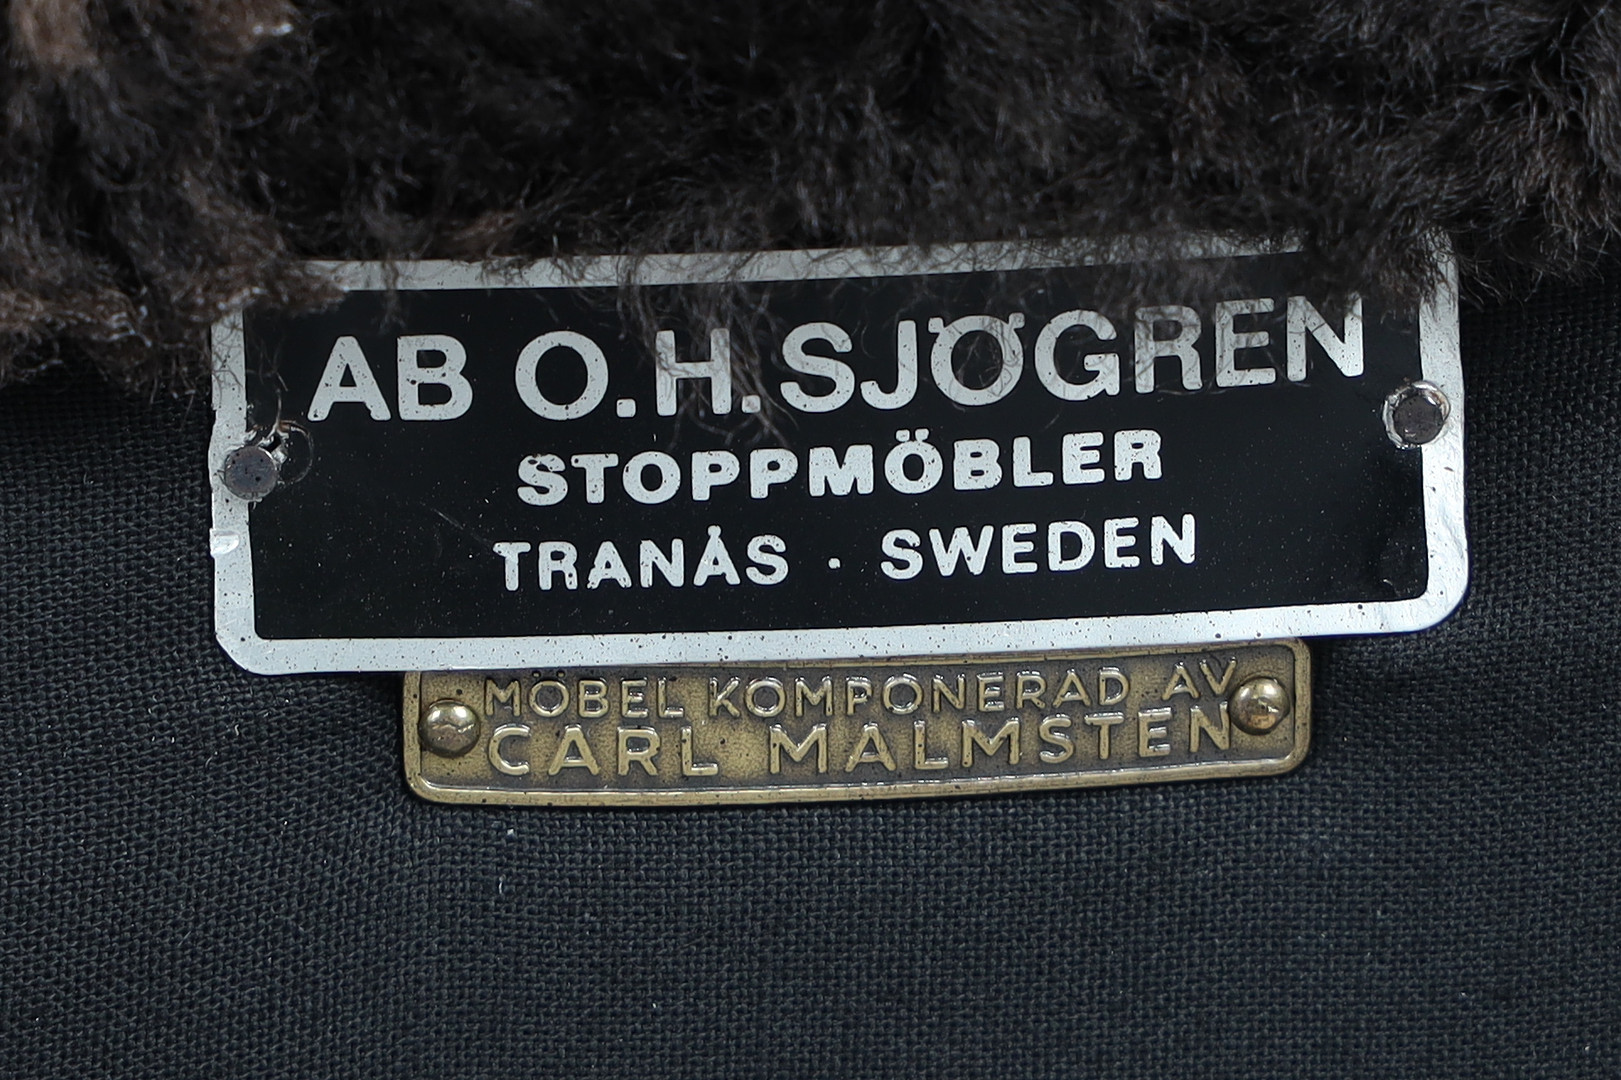 AB O.H.SJÖGREN
STOPPMÖBLER
TRANÅS · SWEDEN
MÖBEL KOMPONERAD AV
CARL MALMSTEN